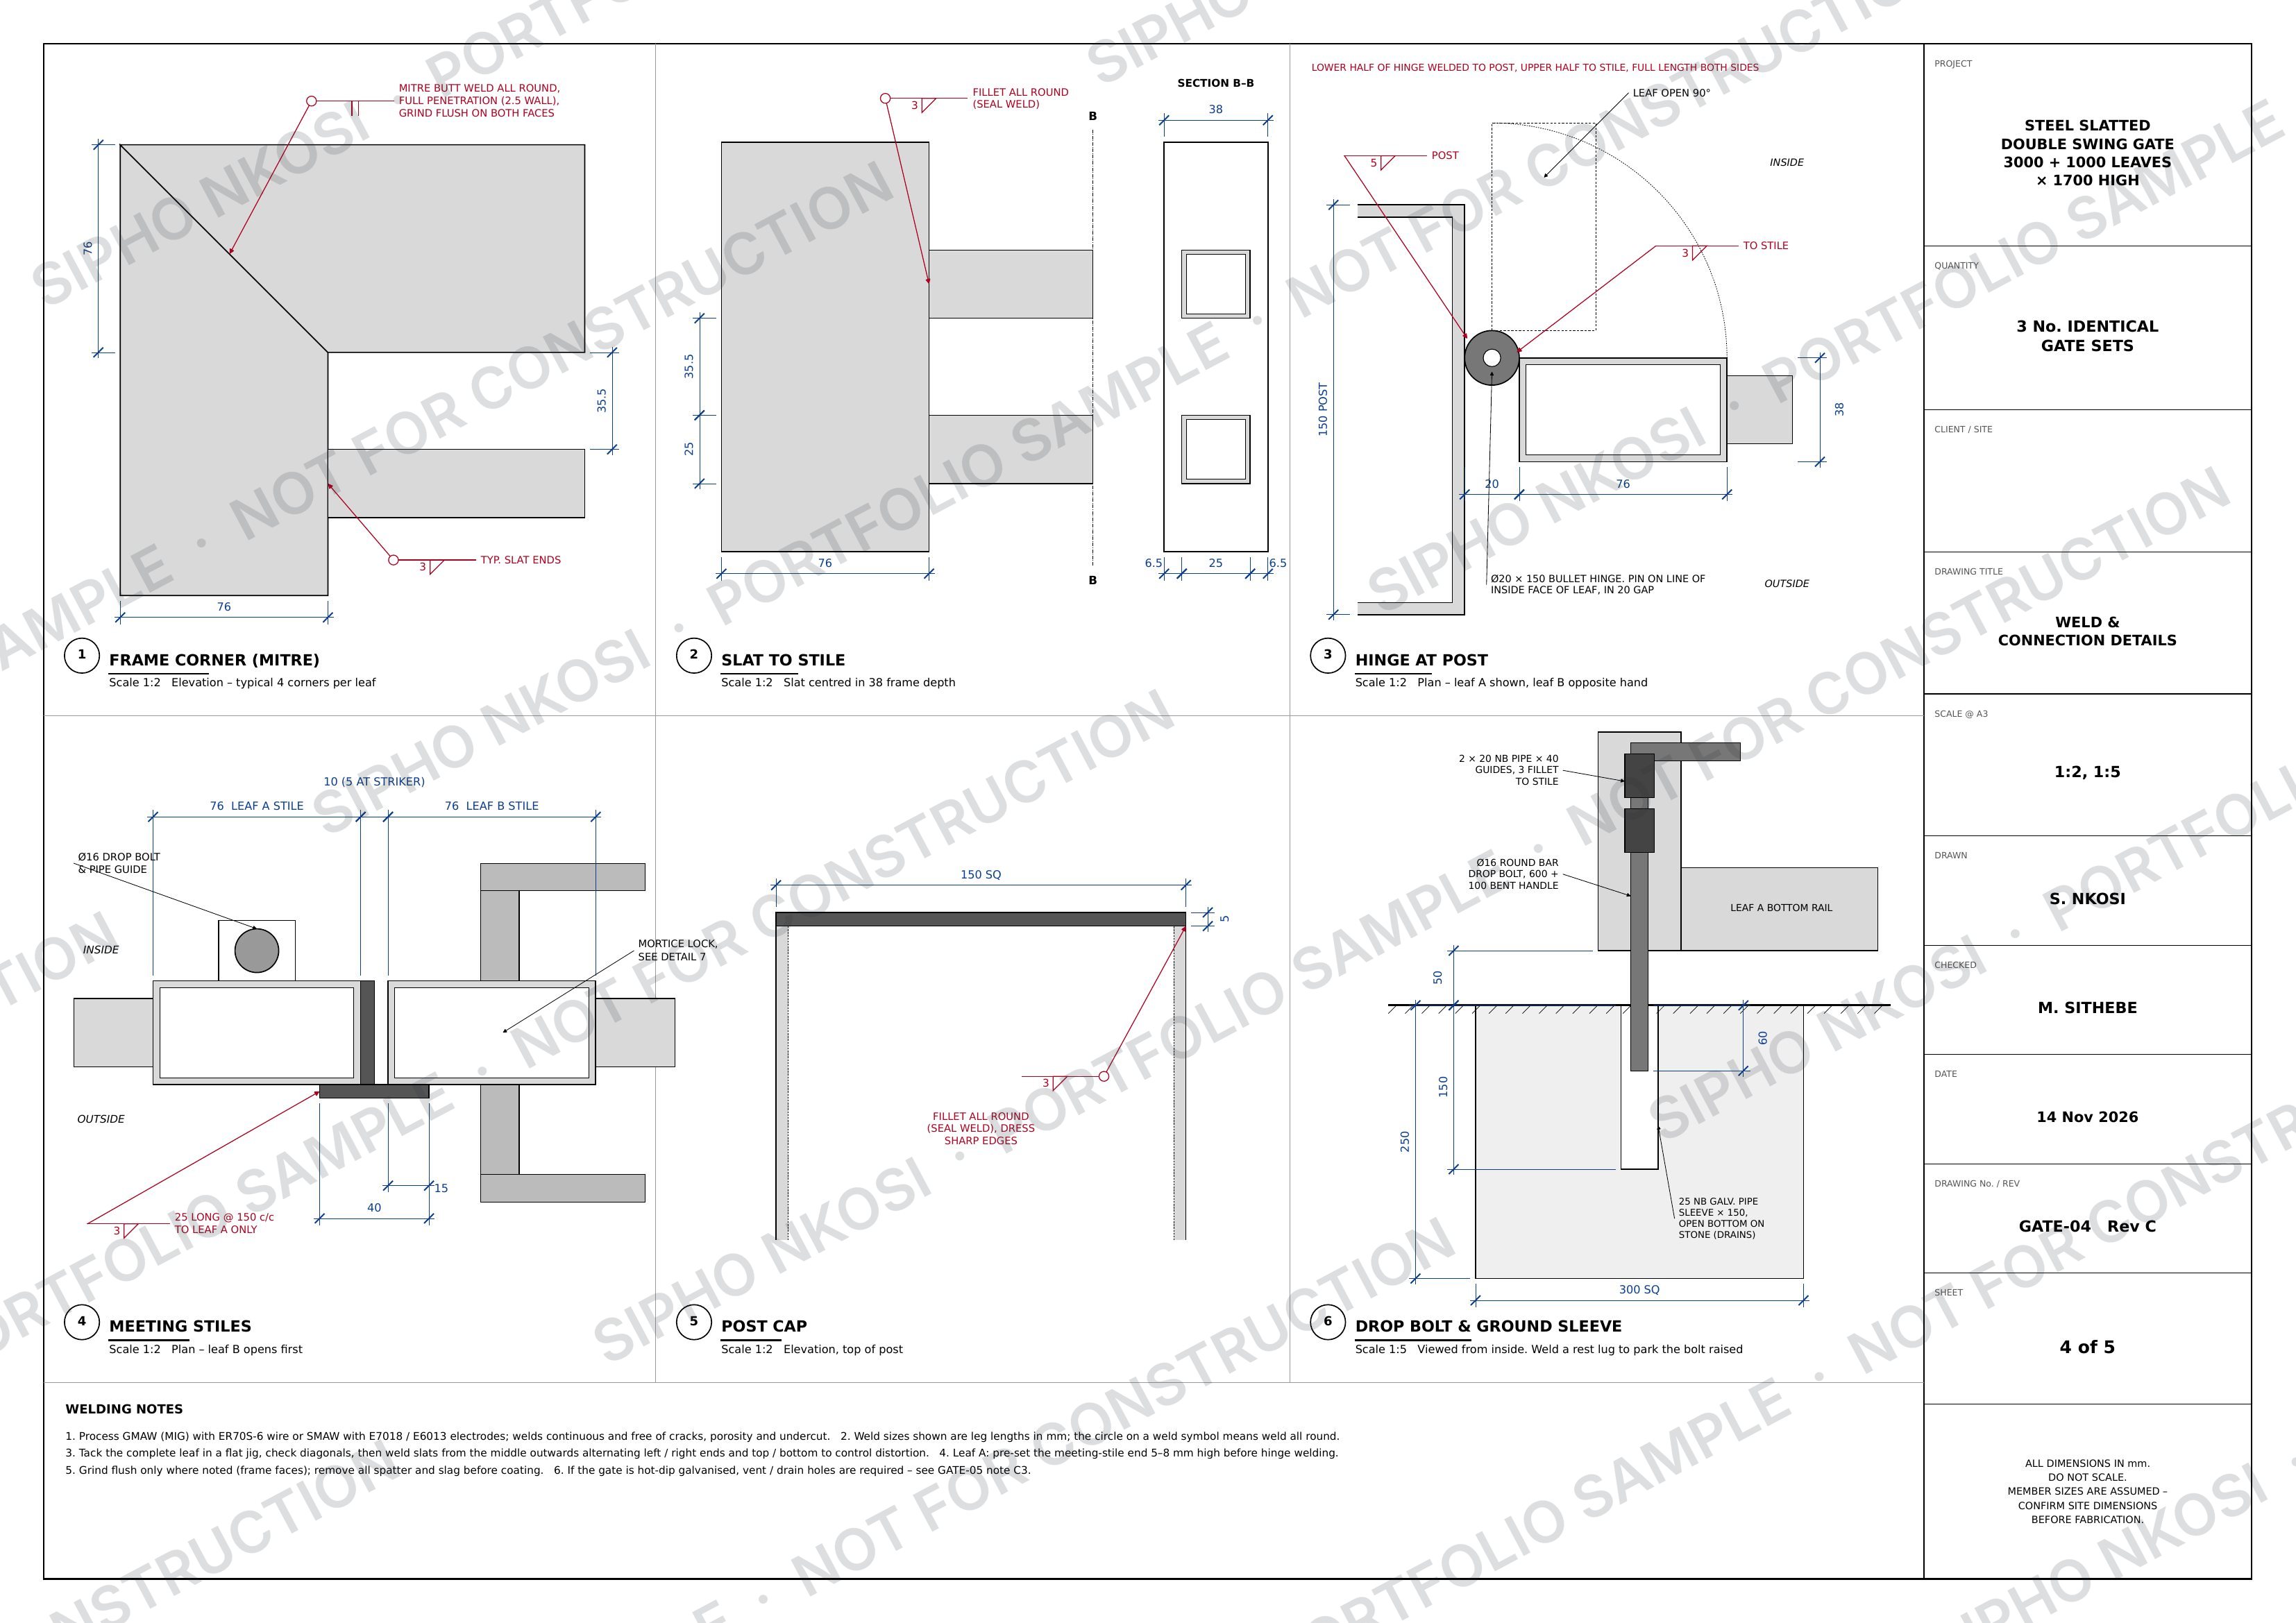 MITRE BUTT WELD ALL ROUND,
FULL PENETRATION (2.5 WALL),
GRIND FLUSH ON BOTH FACES
76
35.5
3
TYP. SLAT ENDS
76
1
FRAME CORNER (MITRE)
Scale 1:2 Elevation – typical 4 corners per leaf
3
FILLET ALL ROUND
(SEAL WELD)
B
SECTION B–B
38
35.5
25
76
B
6.5
25
6.5
2
SLAT TO STILE
Scale 1:2 Slat centred in 38 frame depth
LOWER HALF OF HINGE WELDED TO POST, UPPER HALF TO STILE, FULL LENGTH BOTH SIDES
LEAF OPEN 90°
5
POST
INSIDE
3
TO STILE
150 POST
38
20
76
Ø20 × 150 BULLET HINGE. PIN ON LINE OF
INSIDE FACE OF LEAF, IN 20 GAP
OUTSIDE
3
HINGE AT POST
Scale 1:2 Plan – leaf A shown, leaf B opposite hand
10 (5 AT STRIKER)
76 LEAF A STILE
76 LEAF B STILE
Ø16 DROP BOLT
& PIPE GUIDE
INSIDE
MORTICE LOCK,
SEE DETAIL 7
OUTSIDE
15
40
3
25 LONG @ 150 c/c
TO LEAF A ONLY
4
MEETING STILES
Scale 1:2 Plan – leaf B opens first
150 SQ
5
3
FILLET ALL ROUND
(SEAL WELD), DRESS
SHARP EDGES
5
POST CAP
Scale 1:2 Elevation, top of post
2 × 20 NB PIPE × 40
GUIDES, 3 FILLET
TO STILE
Ø16 ROUND BAR
DROP BOLT, 600 +
100 BENT HANDLE
LEAF A BOTTOM RAIL
50
60
150
250
25 NB GALV. PIPE
SLEEVE × 150,
OPEN BOTTOM ON
STONE (DRAINS)
300 SQ
6
DROP BOLT & GROUND SLEEVE
Scale 1:5 Viewed from inside. Weld a rest lug to park the bolt raised
WELDING NOTES
1. Process GMAW (MIG) with ER70S-6 wire or SMAW with E7018 / E6013 electrodes; welds continuous and free of cracks, porosity and undercut. 2. Weld sizes shown are leg lengths in mm; the circle on a weld symbol means weld all round.
3. Tack the complete leaf in a flat jig, check diagonals, then weld slats from the middle outwards alternating left / right ends and top / bottom to control distortion. 4. Leaf A: pre-set the meeting-stile end 5–8 mm high before hinge welding.
5. Grind flush only where noted (frame faces); remove all spatter and slag before coating. 6. If the gate is hot-dip galvanised, vent / drain holes are required – see GATE-05 note C3.
PROJECT
STEEL SLATTED
DOUBLE SWING GATE
3000 + 1000 LEAVES
× 1700 HIGH
QUANTITY
3 No. IDENTICAL
GATE SETS
CLIENT / SITE
DRAWING TITLE
WELD &
CONNECTION DETAILS
SCALE @ A3
1:2, 1:5
DRAWN
S. NKOSI
CHECKED
M. SITHEBE
DATE
14 Nov 2026
DRAWING No. / REV
GATE-04 Rev C
SHEET
4 of 5
ALL DIMENSIONS IN mm.
DO NOT SCALE.
MEMBER SIZES ARE ASSUMED –
CONFIRM SITE DIMENSIONS
BEFORE FABRICATION.
SIPHO NKOSI · PORTFOLIO SAMPLE · NOT FOR CONSTRUCTION